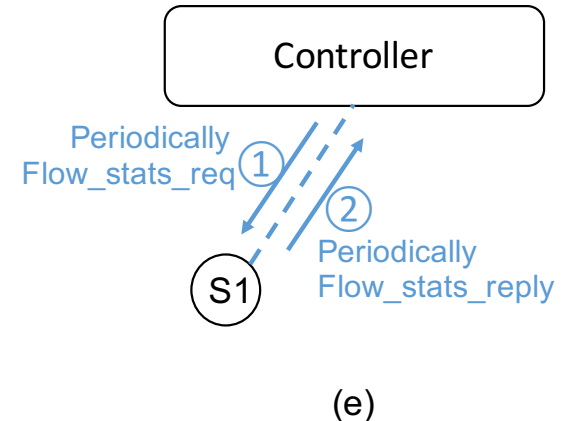 Controller
Periodically
Flow_stats_req
1
2
Periodically
Flow_stats_reply
S1
(e)